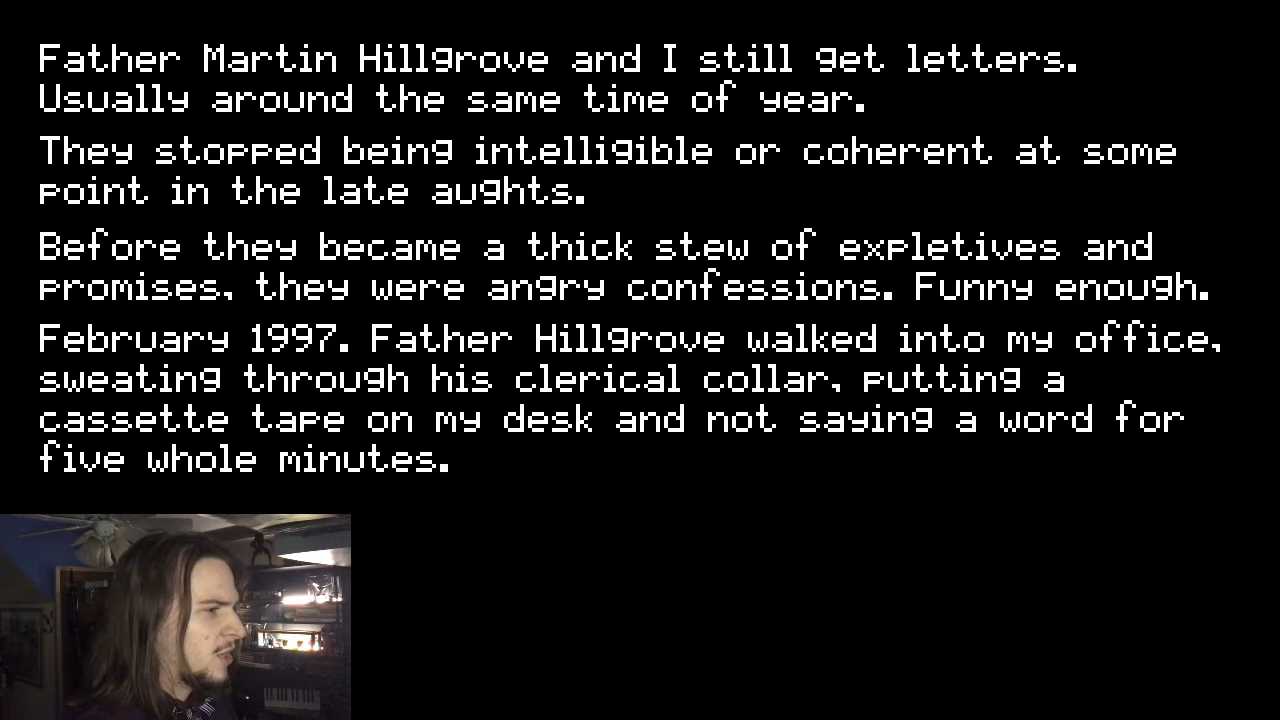 Father Martin Hillgrove and I still get letters.
Usually around the same time of year.
They stopped being intelligible or coherent at some
point in the late aughts.
Before they became a thick stew of expletives and
promises, they were angry confessions. Funny enough.
February 1997. Father Hillgrove walked into my office,
sweating through his clerical collar, putting a
cassette tape on my desk and not saying a word for
five whole minutes.